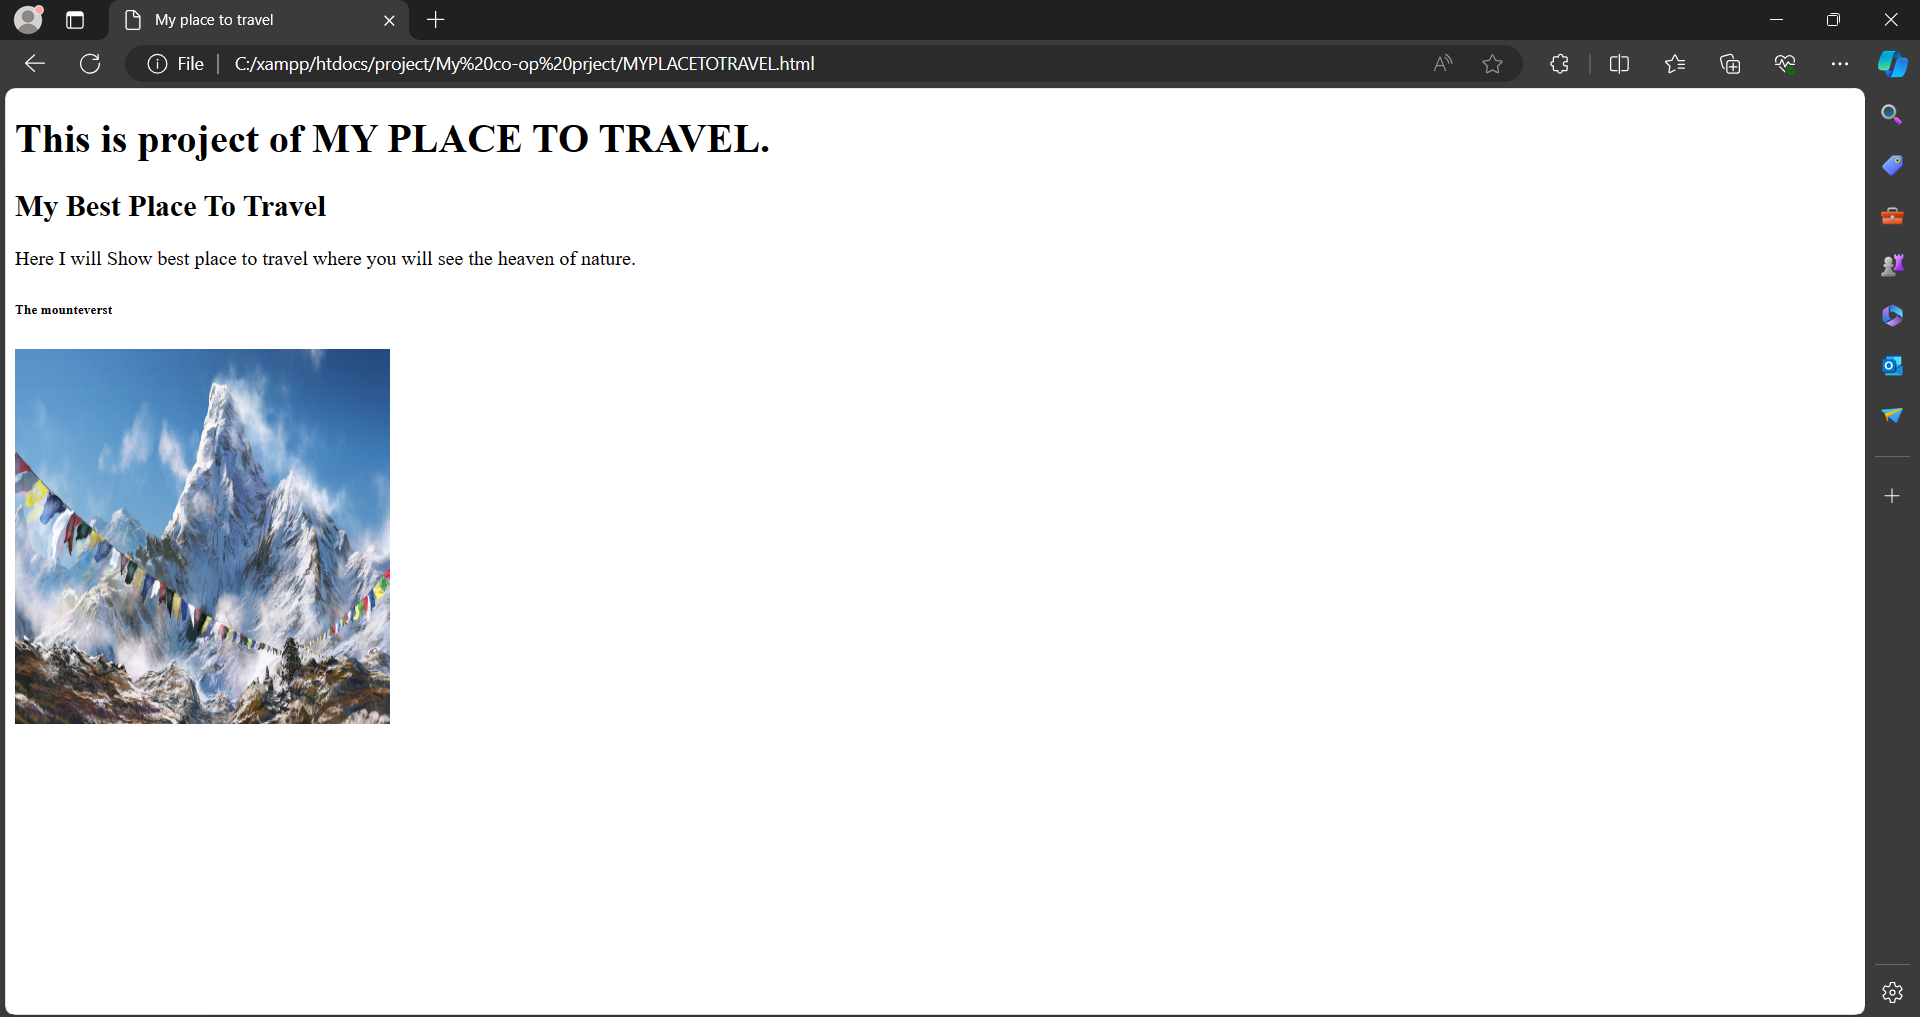 My place to travel
File
C:/xampp/htdocs/project/My%20co-op%20prject/MYPLACETOTRAVEL.html
This is project of MY PLACE TO TRAVEL.
My Best Place To Travel
Here I will Show best place to travel where you will see the heaven of nature.
The mounteverst